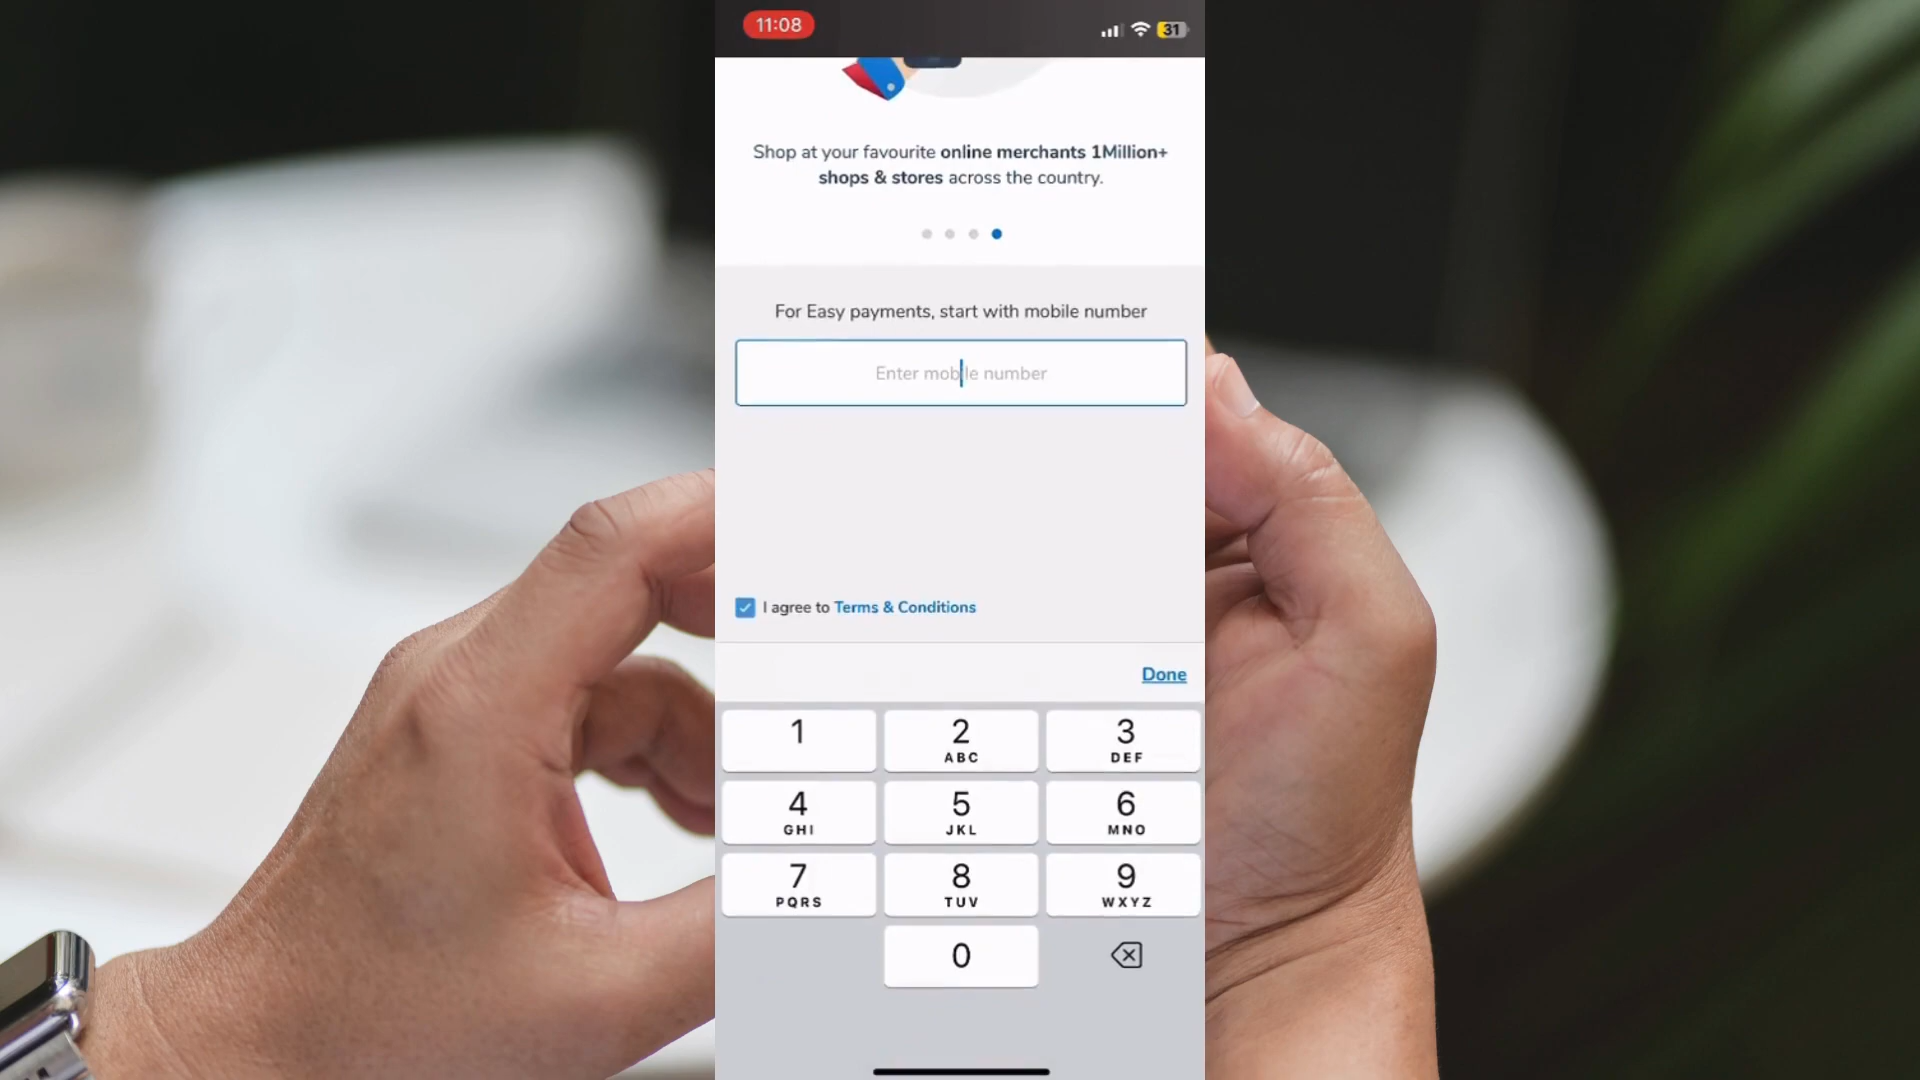 11:08
31
Shop at your favourite online merchants 1Million+
shops & stores across the country.
For Easy payments, start with mobile number
Enter mobile number
I agree to Terms & Conditions
Done
1 2 3
ABC DEF
4 5 6
GHI JKL MNO
7 8 9
PQRS TUV WXYZ
0